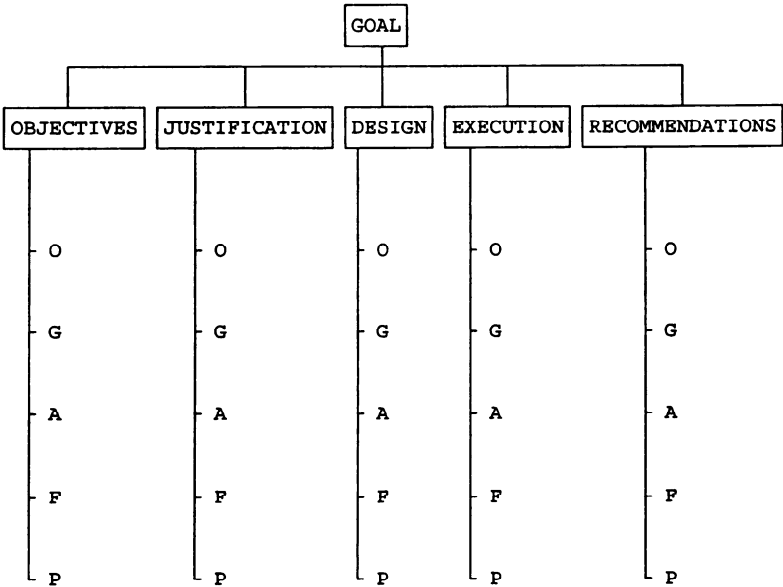 GOAL
OBJECTIVES JUSTIFICATION DESIGN EXECUTION RECOMMENDATIONS
O O O O O
G G G G G
A A A A A
F F F F F
P P P P P